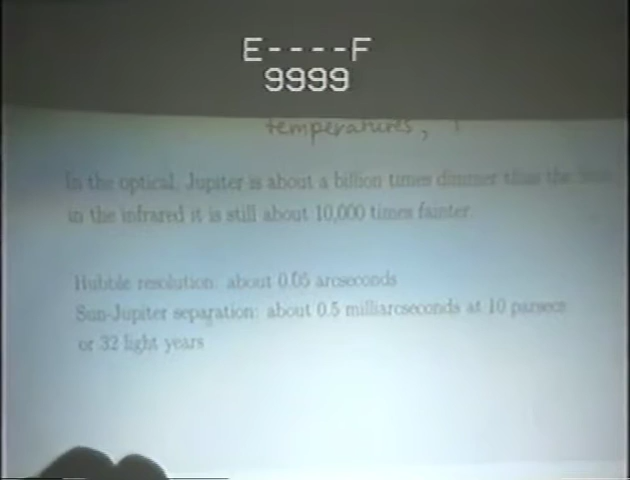 E----F
9999
temperatures,
In the optical, Jupiter is about a billion times dimmer than the Sun
in the infrared it is still about 10,000 times fainter.
Hubble resolution: about 0.05 arcseconds
Sun-Jupiter separation: about 0.5 milliarcseconds at 10 parsecs
or 32 light years